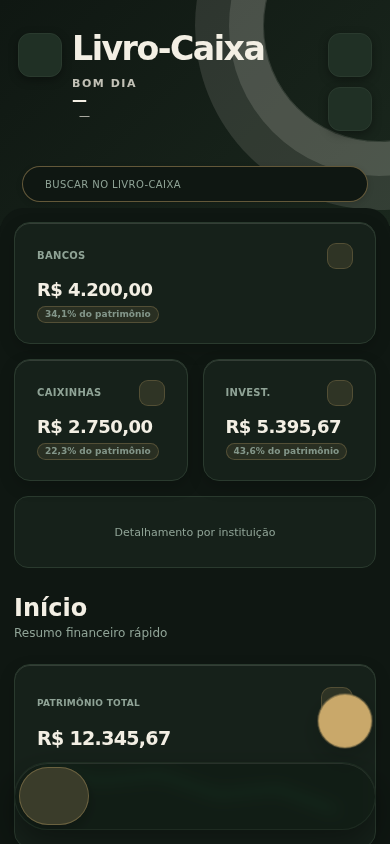 Livro-Caixa
BOM DIA
—
—
BUSCAR NO LIVRO-CAIXA
BANCOS
R$ 4.200,00
34,1% do patrimônio
CAIXINHAS
R$ 2.750,00
22,3% do patrimônio
INVEST.
R$ 5.395,67
43,6% do patrimônio
Detalhamento por instituição
Início
Resumo financeiro rápido
PATRIMÔNIO TOTAL
R$ 12.345,67